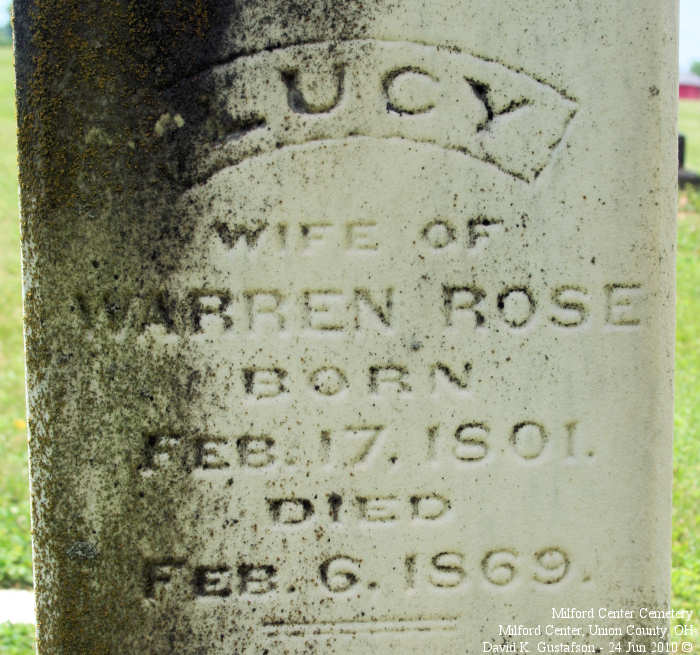 LUCY
WIFE OF
WARREN ROSE
BORN
FEB. 17. 1801.
DIED
FEB. 6. 1869.
Milford Center Cemetery
Milford Center, Union County, OH
David K. Gustafson - 24 Jun 2010 ©